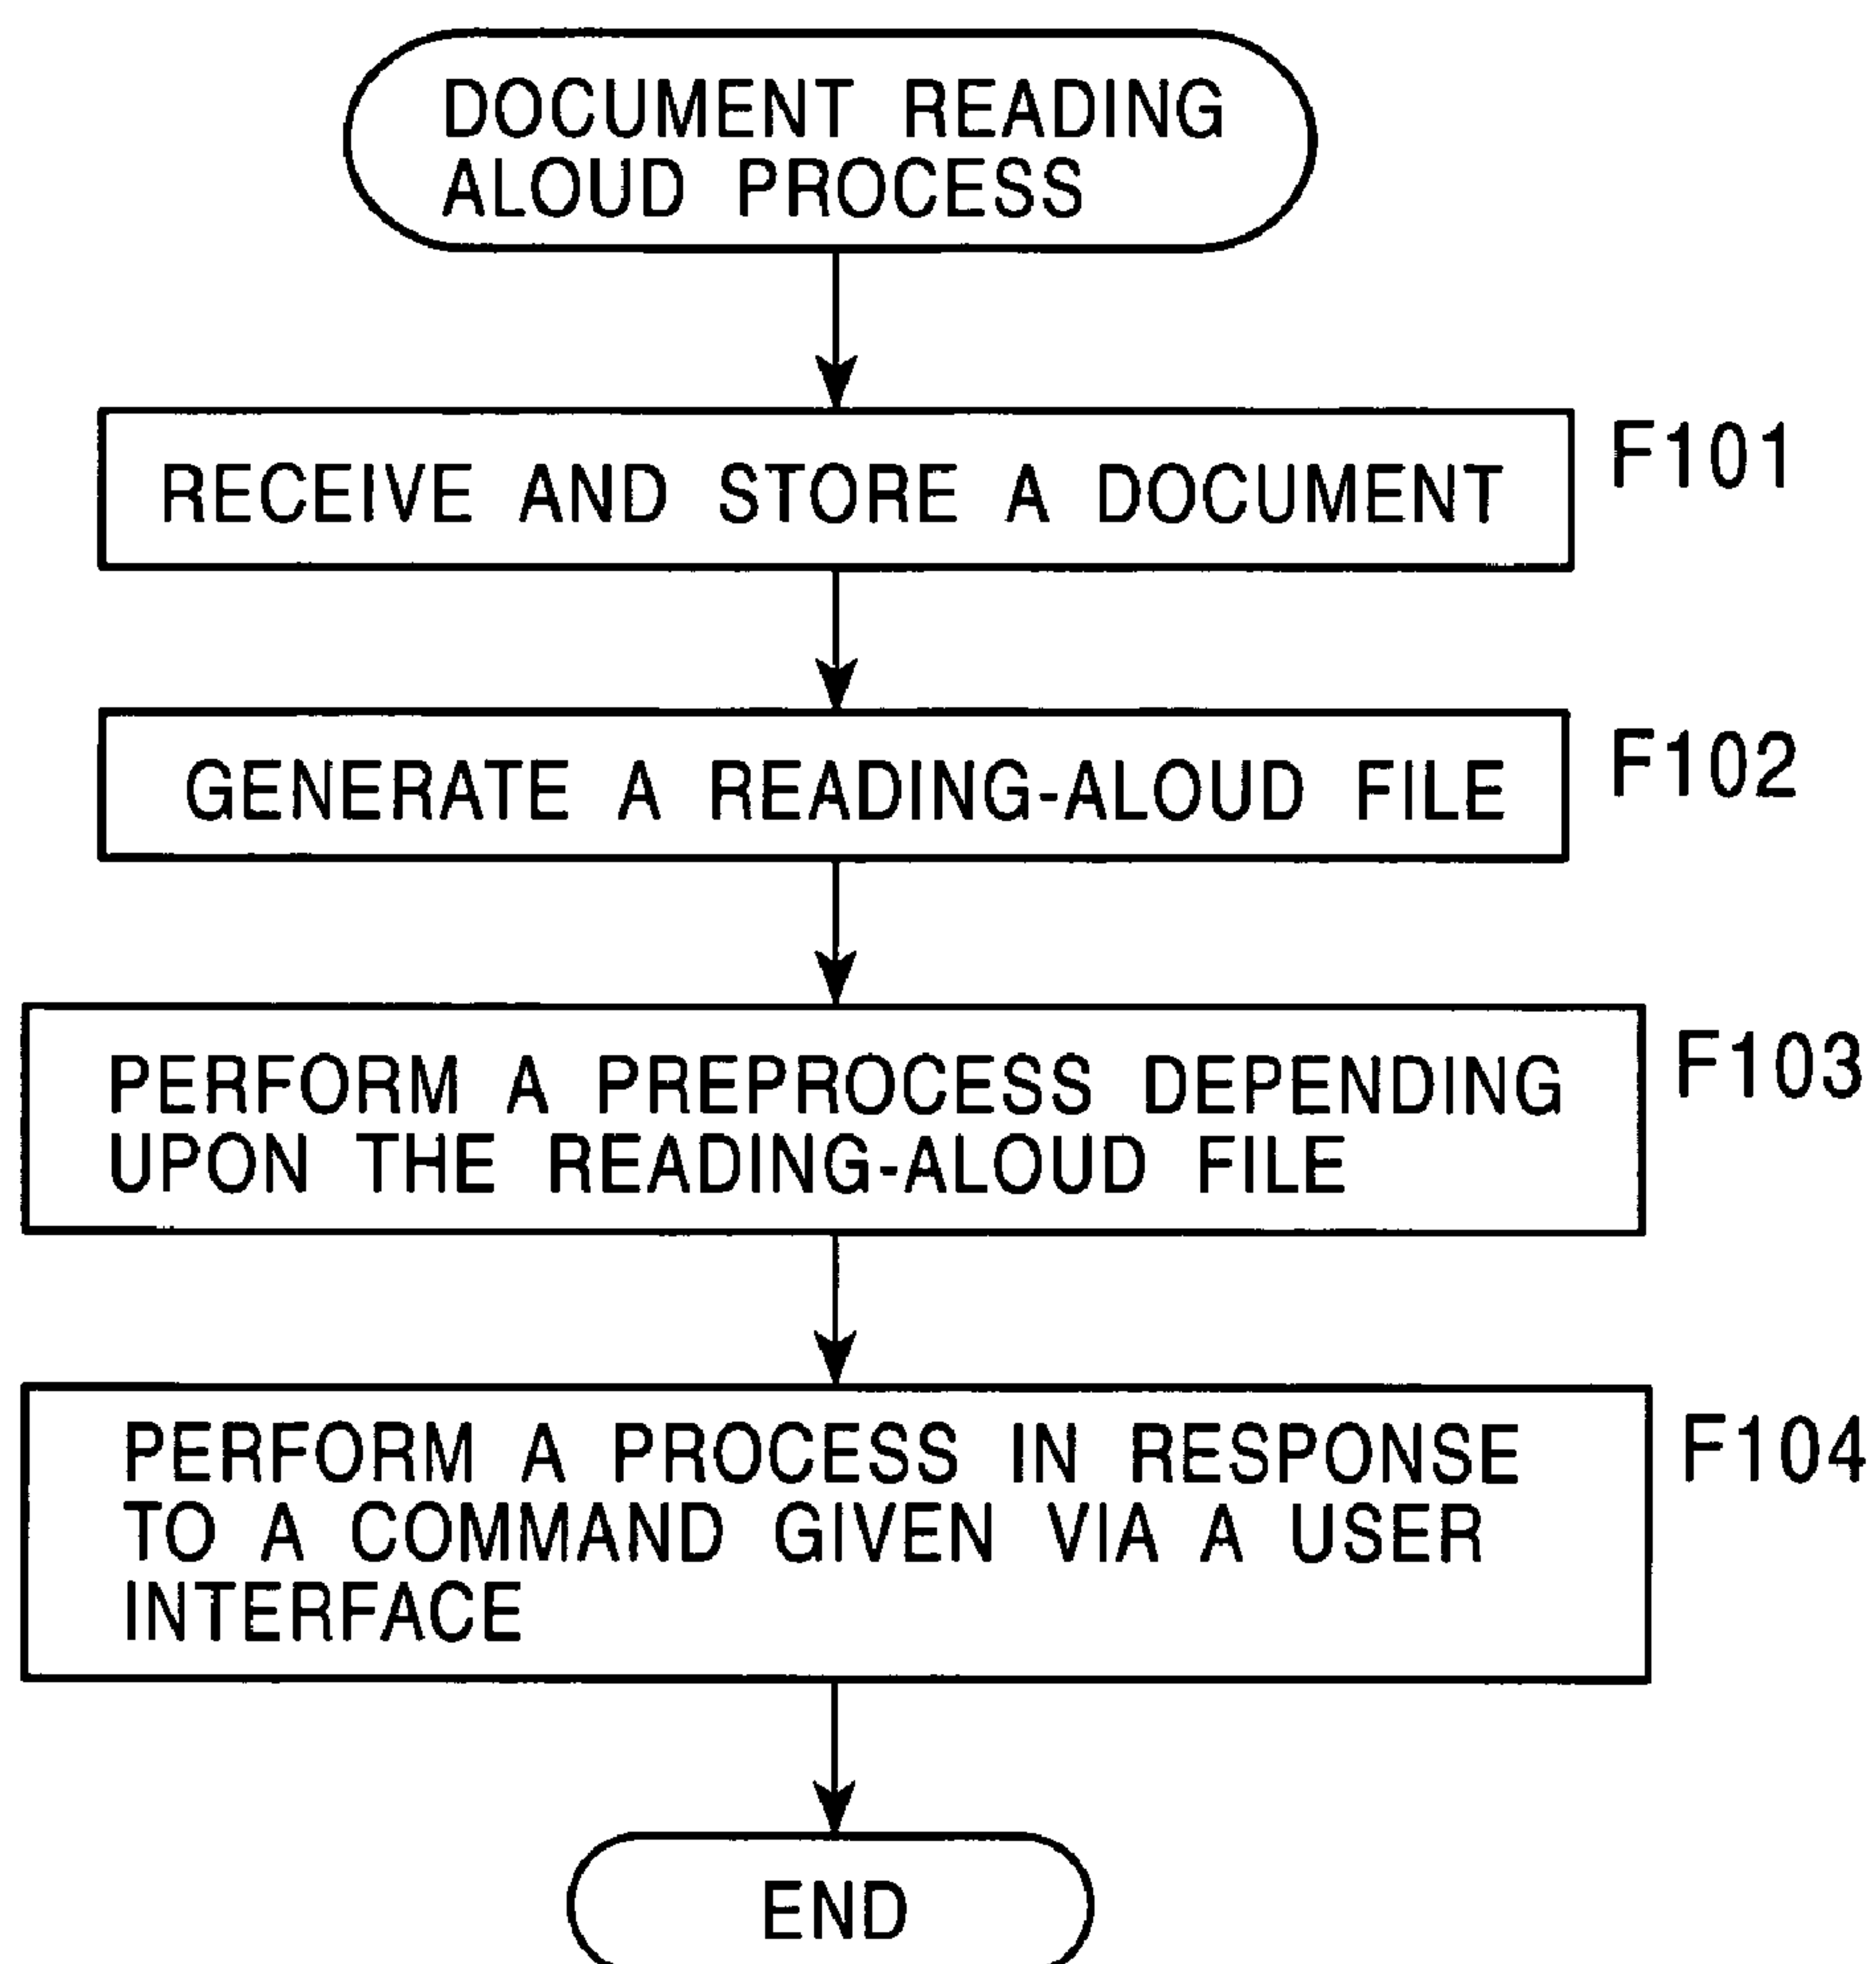 DOCUMENT READING
ALOUD PROCESS
RECEIVE AND STORE A DOCUMENT
F101
GENERATE A READING-ALOUD FILE
F102
PERFORM A PREPROCESS DEPENDING
UPON THE READING-ALOUD FILE
F103
PERFORM A PROCESS IN RESPONSE
TO A COMMAND GIVEN VIA A USER
INTERFACE
F104
END